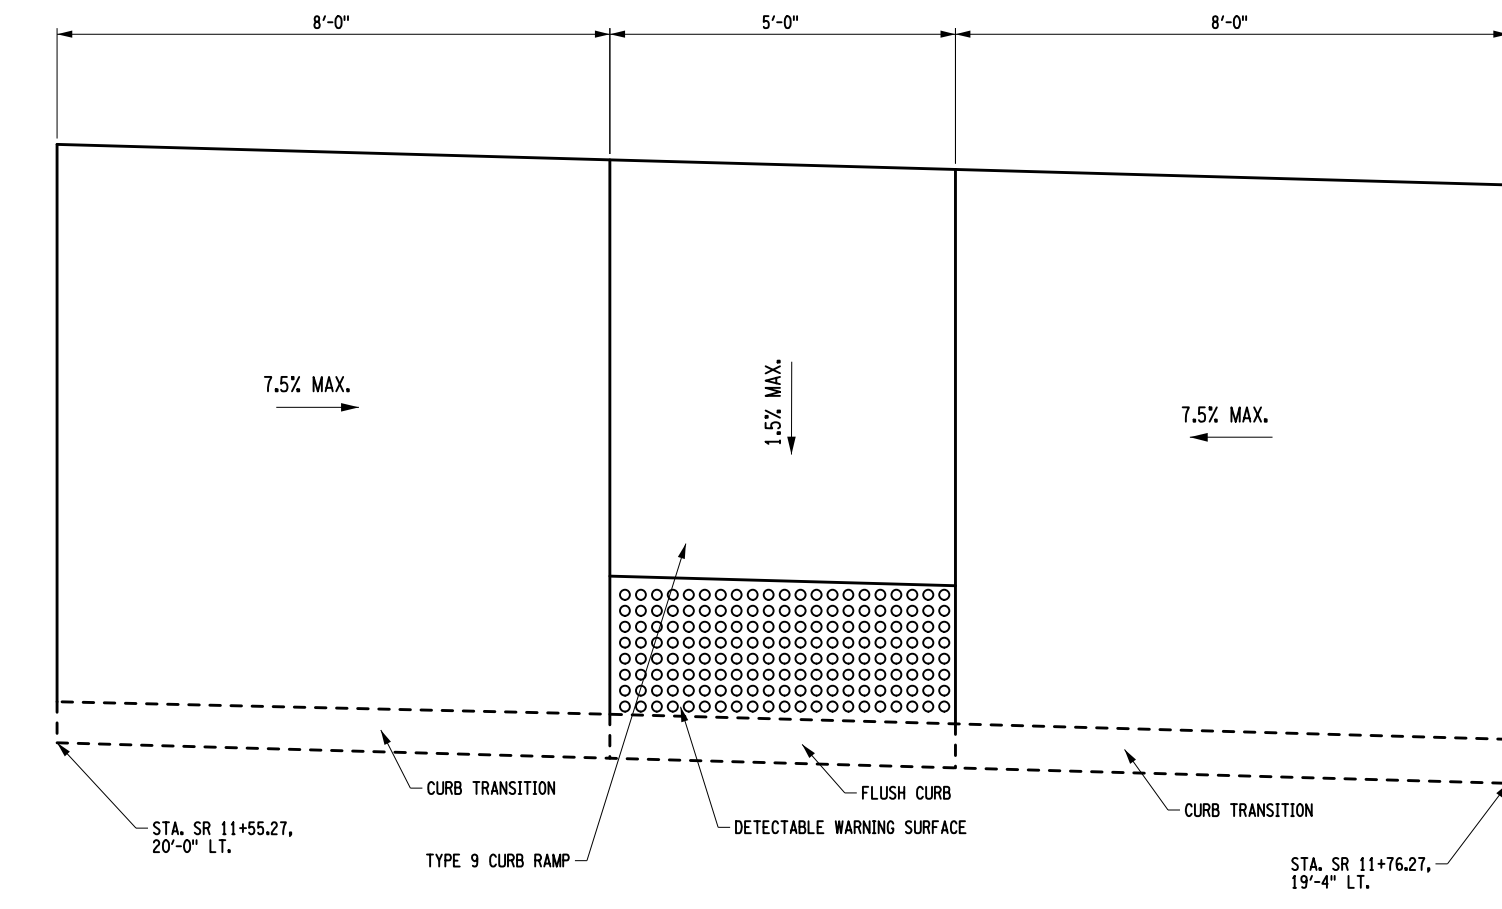 8'-0"
5'-0"
8'-0"
7.5% MAX.
1.5% MAX.
7.5% MAX.
CURB TRANSITION
FLUSH CURB
CURB TRANSITION
STA. SR 11+55.27,
20'-0" LT.
DETECTABLE WARNING SURFACE
TYPE 9 CURB RAMP
STA. SR 11+76.27,
19'-4" LT.